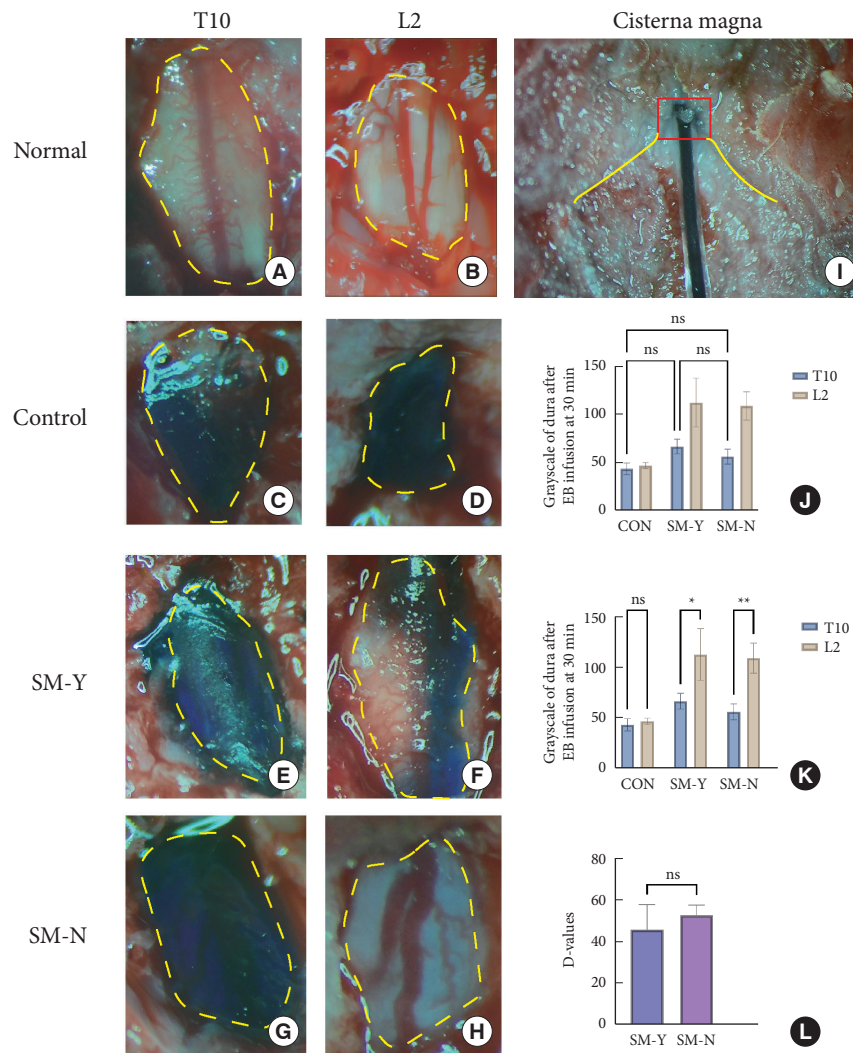 T10
L2
Cisterna magna
Normal
A
B
I
Control
C
D
ns
ns
ns
Grayscale of dura after
EB infusion at 30 min
150
100
50
0
CON
SM-Y
SM-N
T10
L2
J
SM-Y
E
F
ns
*
**
Grayscale of dura after
EB infusion at 30 min
150
100
50
0
CON
SM-Y
SM-N
T10
L2
K
SM-N
G
H
ns
D-values
80
60
40
20
0
SM-Y
SM-N
L